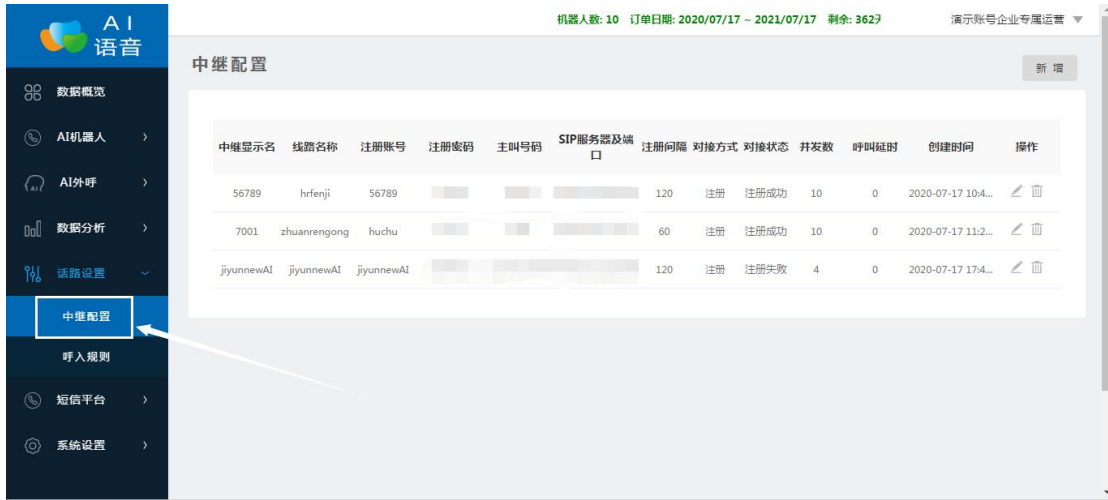 AI
语音
机器人数: 10 订单日期: 2020/07/17 ~ 2021/07/17 剩余: 362天
演示账号企业专属运营
中继配置
新 增
数据概览
AI机器人
AI外呼
数据分析
话路设置
中继配置
呼入规则
短信平台
系统设置
中继显示名 线路名称 注册账号 注册密码 主叫号码 SIP服务器及端口 注册间隔 对接方式 对接状态 并发数 呼叫延时 创建时间 操作
56789 hrfenji 56789 120 注册 注册成功 10 0 2020-07-17 10:4...
7001 zhuanrengong huchu 60 注册 注册成功 10 0 2020-07-17 11:2...
jiyunnewAI jiyunnewAI jiyunnewAI 120 注册 注册失败 4 0 2020-07-17 17:4...